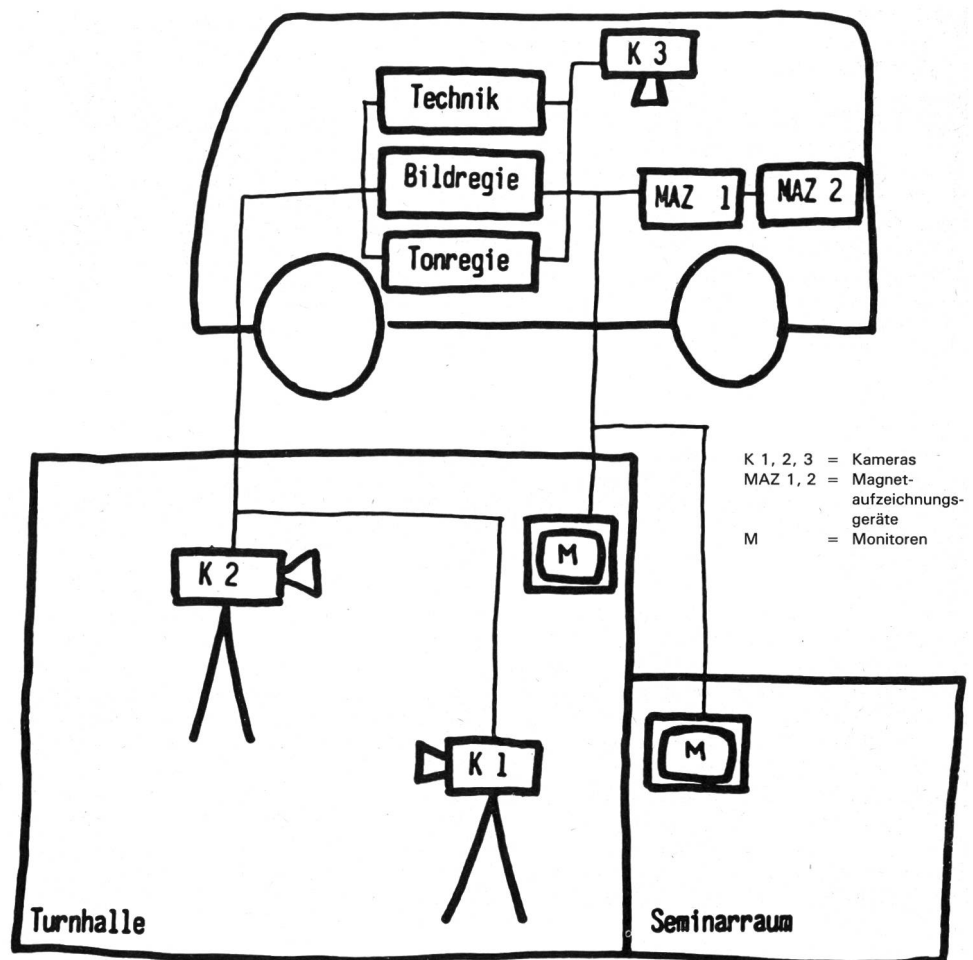 K 3
Technik
Bildregie
MAZ 1
MAZ 2
Tonregie
K 1, 2, 3 = Kameras
MAZ 1, 2 = Magnet-
aufzeichnungs-
geräte
M = Monitoren
K 2
M
K 1
M
Turnhalle
Seminarraum